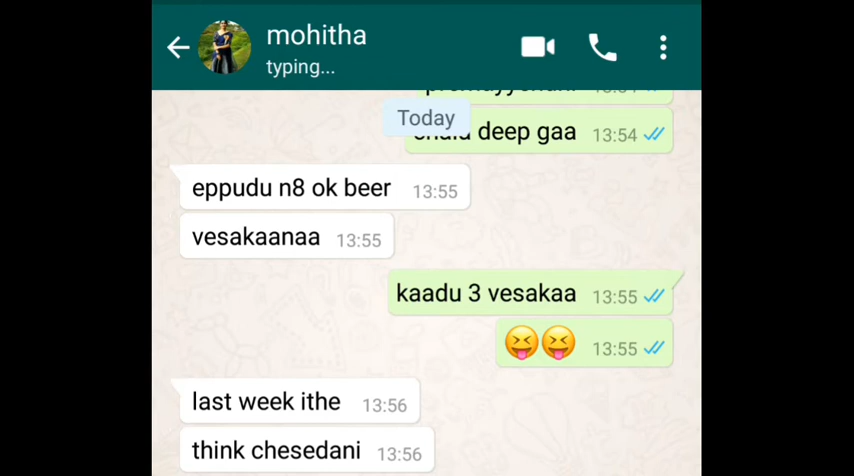 mohitha
typing...
Today
deep gaa 13:54
eppudu n8 ok beer 13:55
vesakaanaa 13:55
kaadu 3 vesakaa 13:55
😝😝 13:55
last week ithe 13:56
think chesedani 13:56